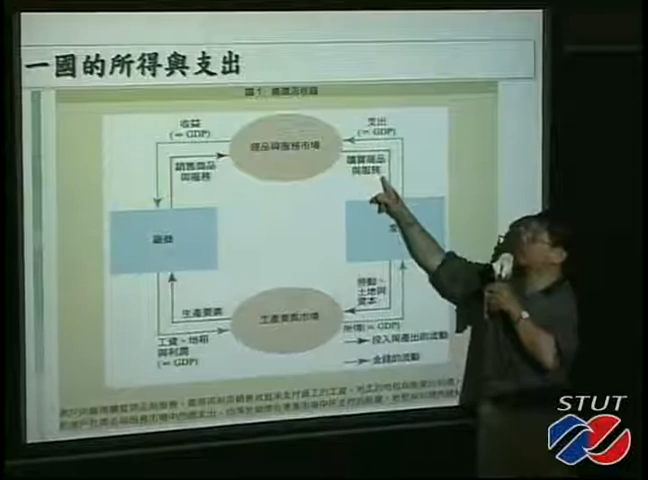 一國的所得與支出
圖1 循環流程圖
收益
(= GDP)
支出
(= GDP)
商品與服務市場
銷售商品
與服務
購買商品
與服務
廠商
生產要素
工資、地租
與利潤
(= GDP)
生產要素市場
勞動、
土地與
資本
所得(= GDP)
投入與產出的流動
金錢的流動
STUT